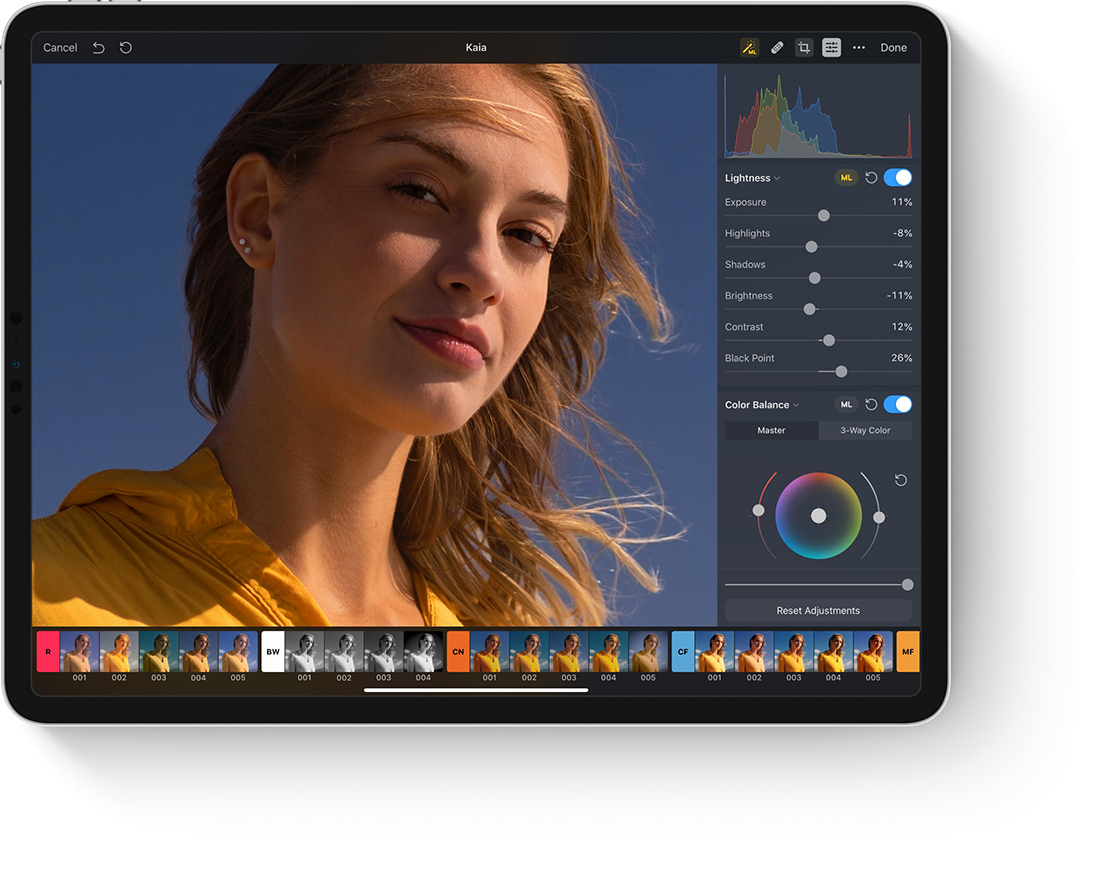 Cancel Kaia ML Done
Lightness ML
Exposure 11%
Highlights -8%
Shadows -4%
Brightness -11%
Contrast 12%
Black Point 26%
Color Balance ML
Master 3-Way Color
Reset Adjustments
R BW CN CF MF
001 002 003 004 005 001 002 003 004 001 002 003 004 005 001 002 003 004 005